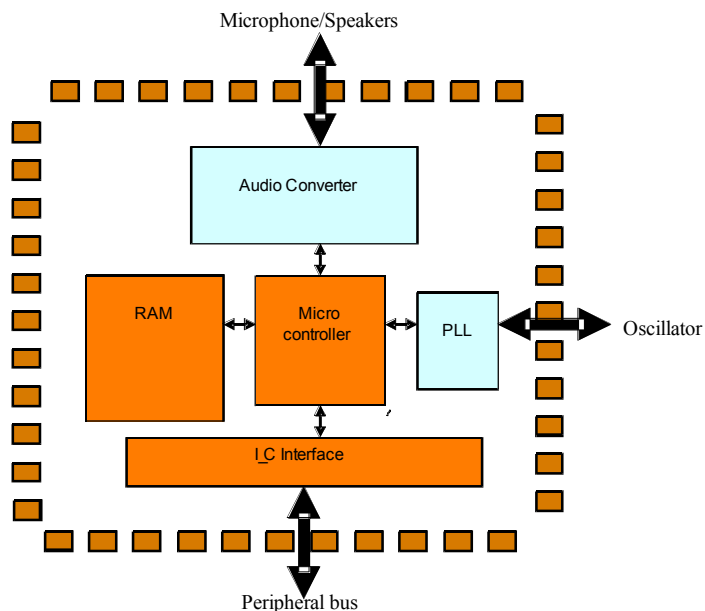 Microphone/Speakers
Audio Converter
RAM
Micro
controller
PLL
Oscillator
I_C Interface
Peripheral bus